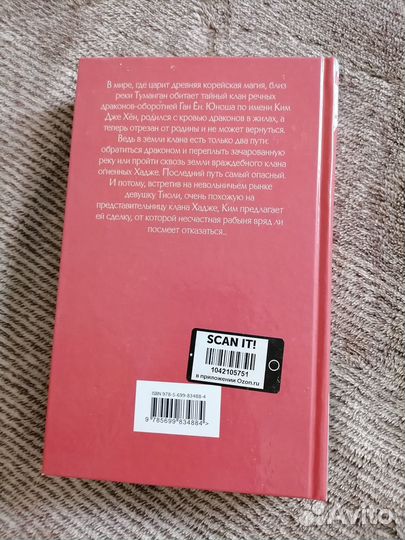 В мире, где царит древняя корейская магия, близ
реки Туманган обитает тайный клан речных
драконов-оборотней Ган Ён. Юноша по имени Ким
Дже Хён, родился с кровью драконов в жилах, а
теперь отрезан от родины и не может вернуться.
Ведь в земли клана есть только два пути:
обратиться драконом и переплыть зачарованную
реку или пройти сквозь земли враждебного клана
огненных Хадже. Последний путь самый опасный.
И потому, встретив на невольничьем рынке
девушку Тиоли, очень похожую на
представительницу клана Хадже, Ким предлагает
ей сделку, от которой несчастная рабыня вряд ли
посмеет отказаться...
SCAN IT!
1042105751
в приложении Ozon.ru
ISBN 978-5-699-83488-4
9 785699 834884 >
Avito